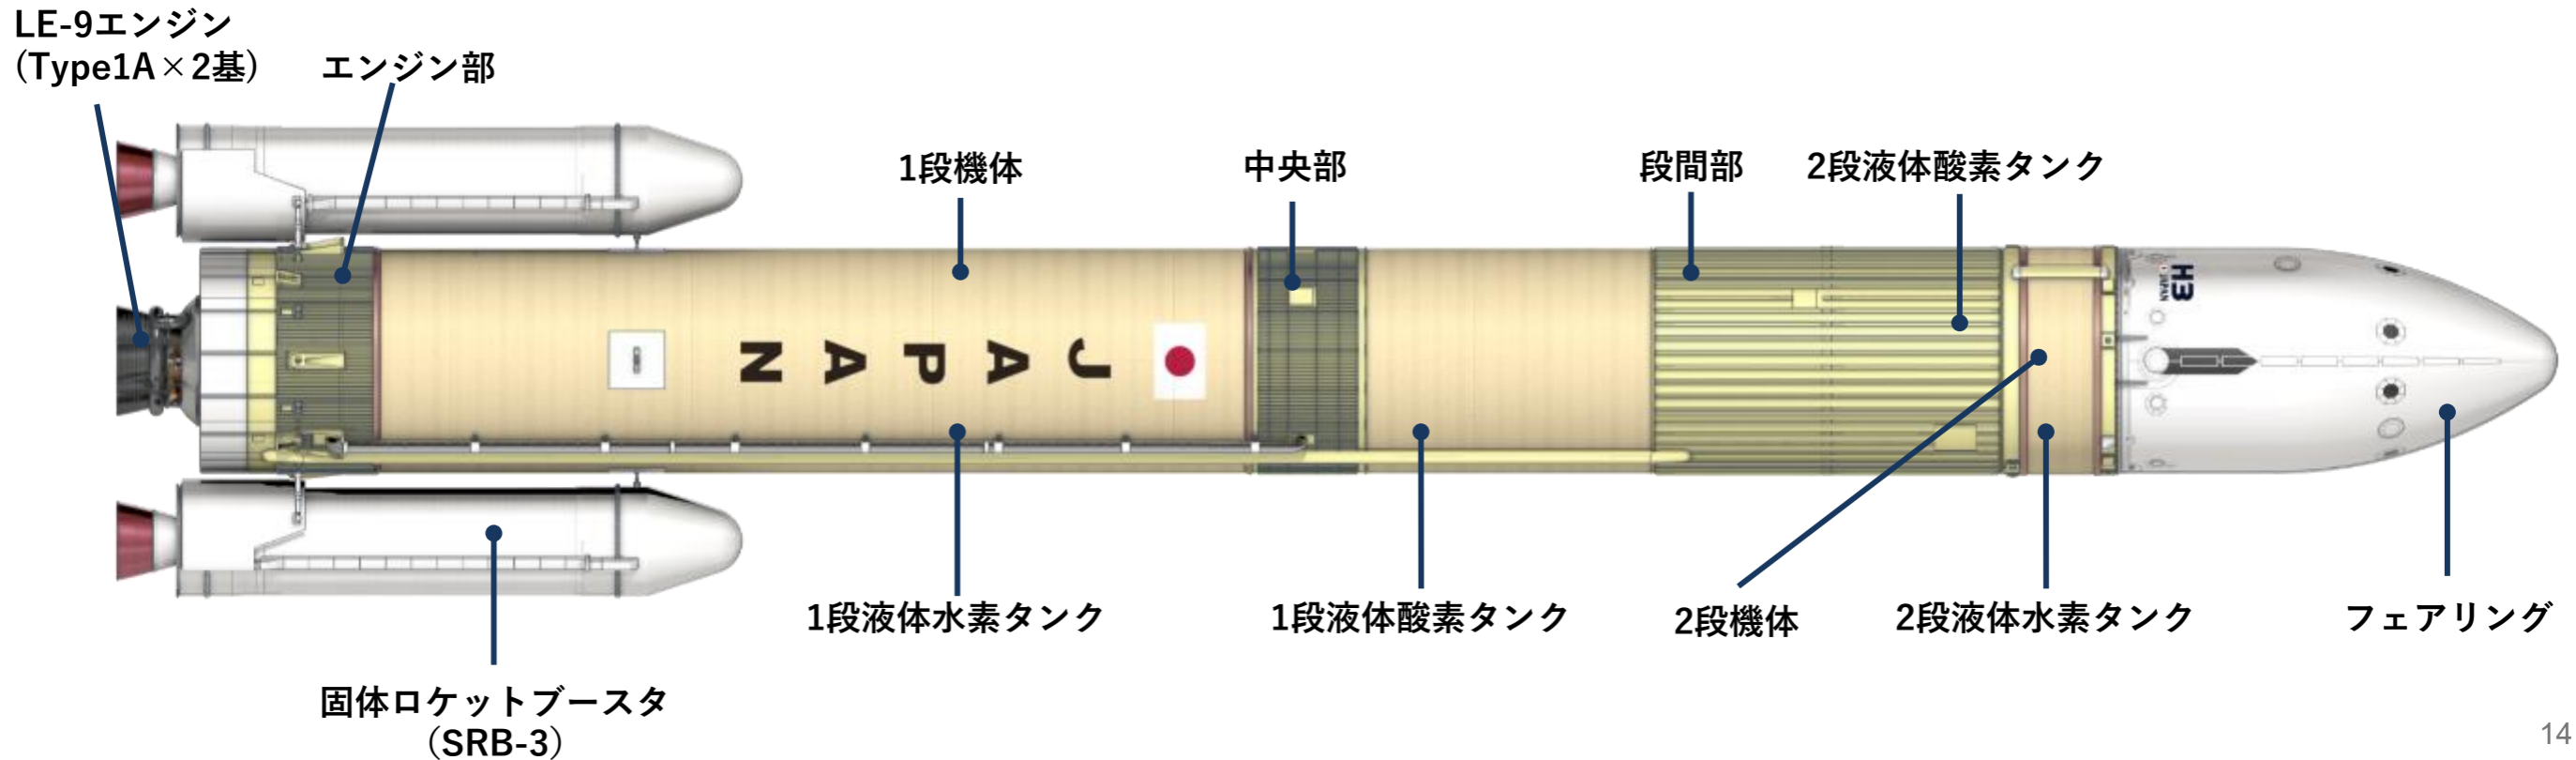 LE-9エンジン
(Type1A×2基)
エンジン部
1段機体
中央部
段間部
2段液体酸素タンク
H3
JAPAN
JAPAN
1段液体水素タンク
1段液体酸素タンク
2段機体
2段液体水素タンク
フェアリング
固体ロケットブースタ
(SRB-3)
14